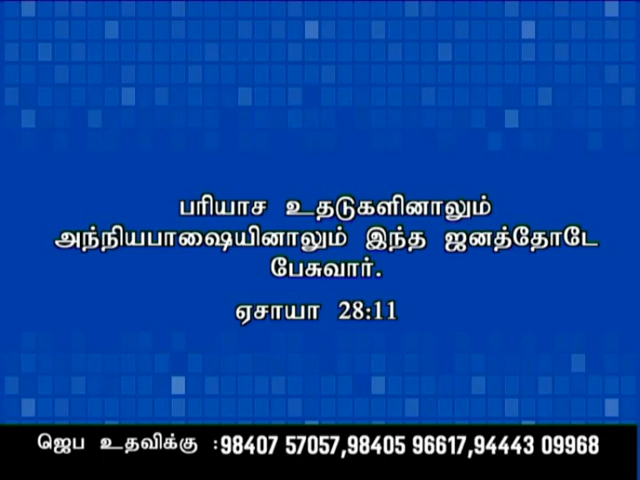 பரியாச உதடுகளினாலும்
அந்நியபாஷையினாலும் இந்த ஜனத்தோடே
பேசுவார்.
ஏசாயா 28:11
ஜெப உதவிக்கு :98407 57057,98405 96617,94443 09968